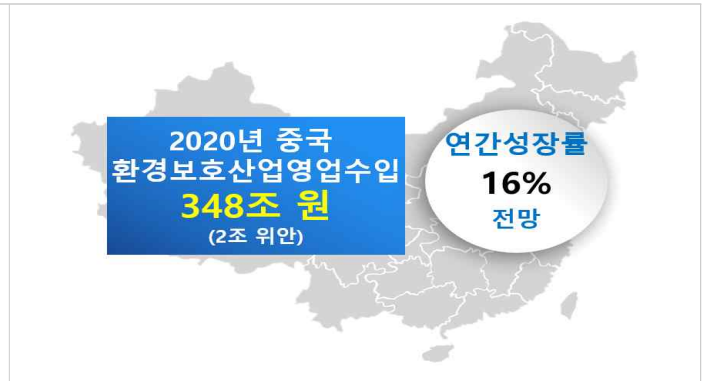 2020년 중국
환경보호산업영업수입
348조 원
(2조 위안)
연간성장률
16%
전망